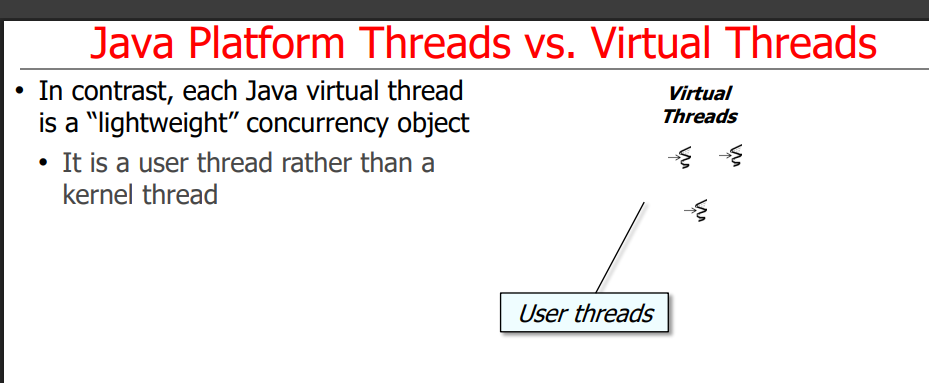 Java Platform Threads vs. Virtual Threads
• In contrast, each Java virtual thread
is a “lightweight” concurrency object
• It is a user thread rather than a
kernel thread
Virtual
Threads
User threads